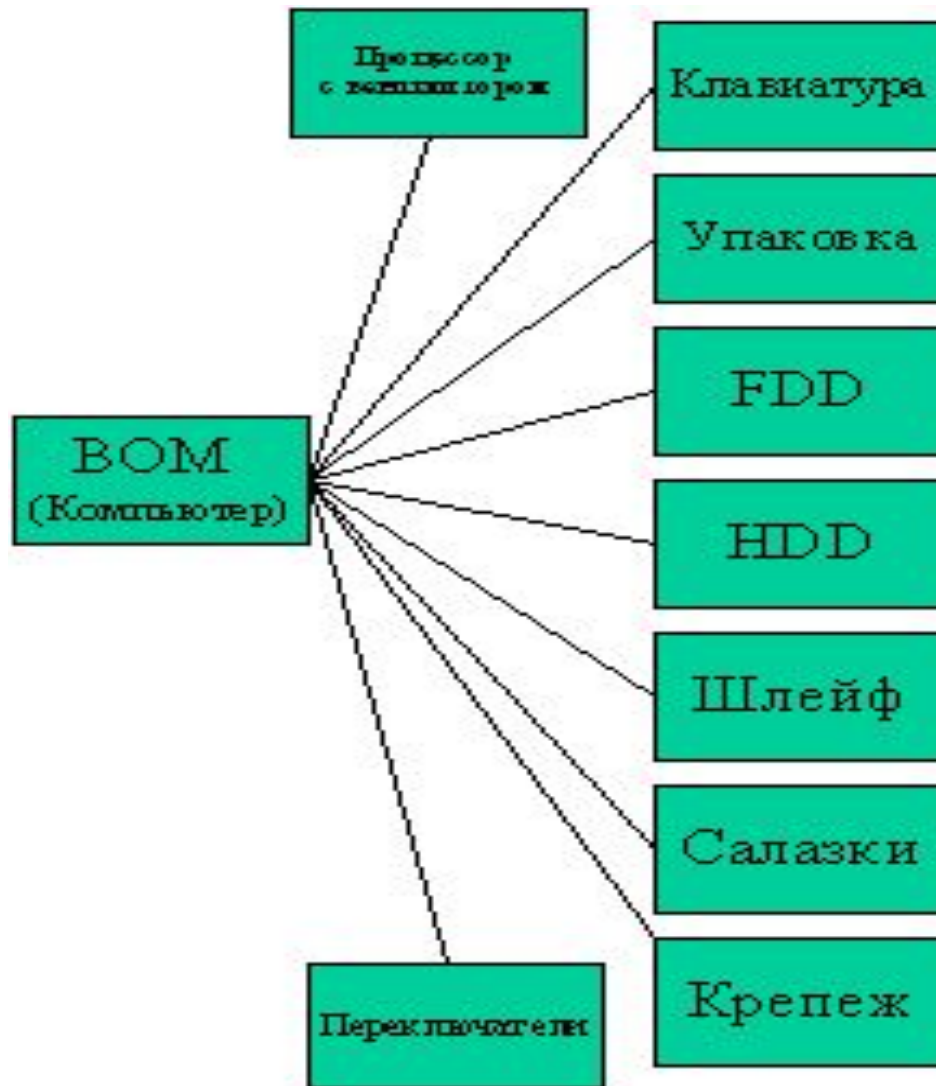 Процессор
с вентилятором
Клавиатура
Упаковка
FDD
BOM
(Компьютер)
HDD
Шлейф
Салазки
Крепеж
Переключатели